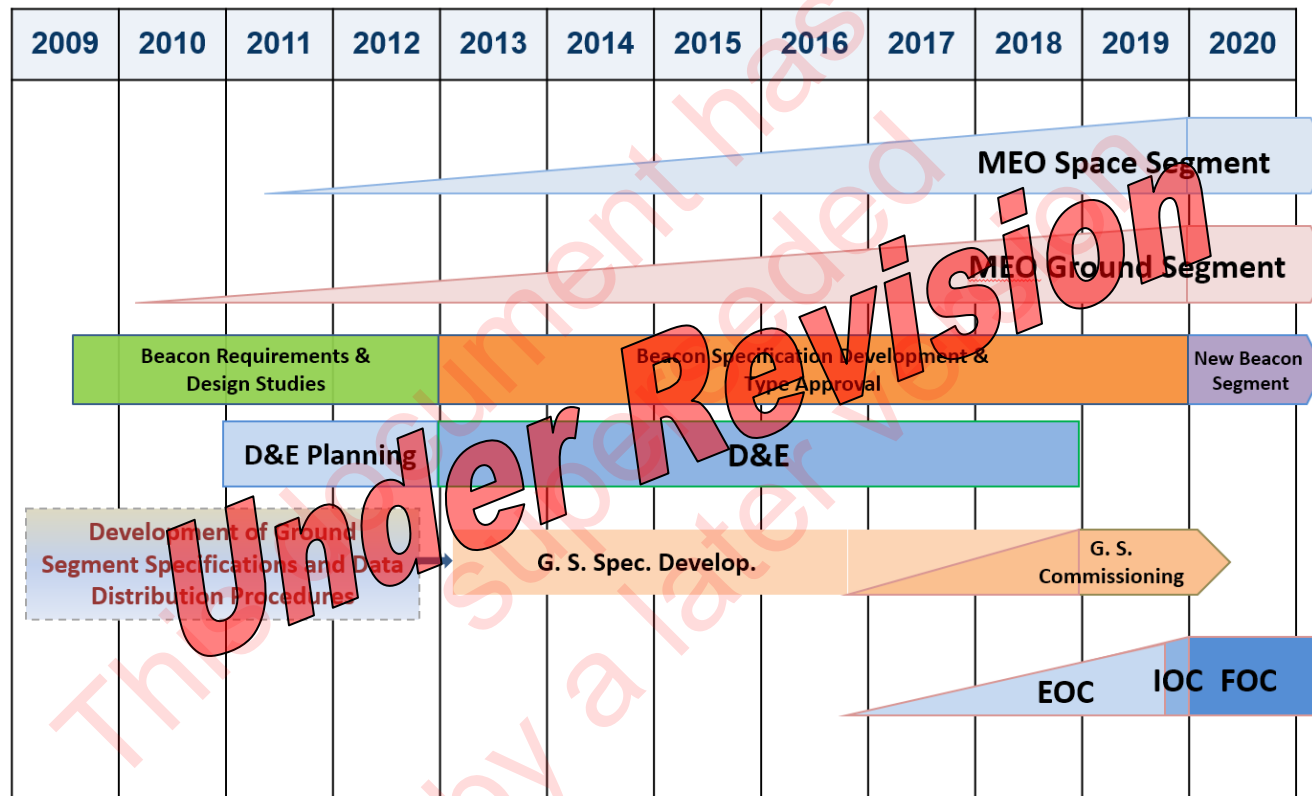 2009 2010 2011 2012 2013 2014 2015 2016 2017 2018 2019 2020
MEO Space Segment
MEO Ground Segment
Beacon Requirements &
Design Studies
Beacon Specification Development &
Type Approval
New Beacon
Segment
D&E Planning
D&E
Development of Ground
Segment Specifications and Data
Distribution Procedures
G. S. Spec. Develop.
G. S.
Commissioning
EOC
IOC
FOC
Under Revision
This document has
superseded
by a later version